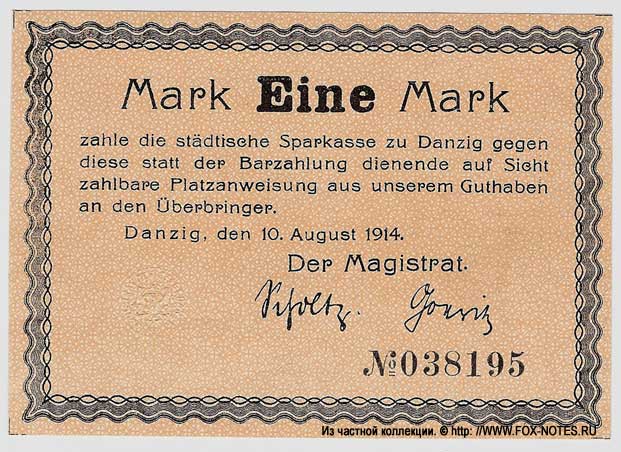 Mark Eine Mark
zahle die städtische Sparkasse zu Danzig gegen
diese statt der Barzahlung dienende auf Sicht
zahlbare Platzanweisung aus unserem Guthaben
an den Überbringer.
Danzig, den 10. August 1914.
Der Magistrat.
Scholtz. Goeritz
№038195
Из частной коллекции. © http: //WWW.FOX-NOTES.RU